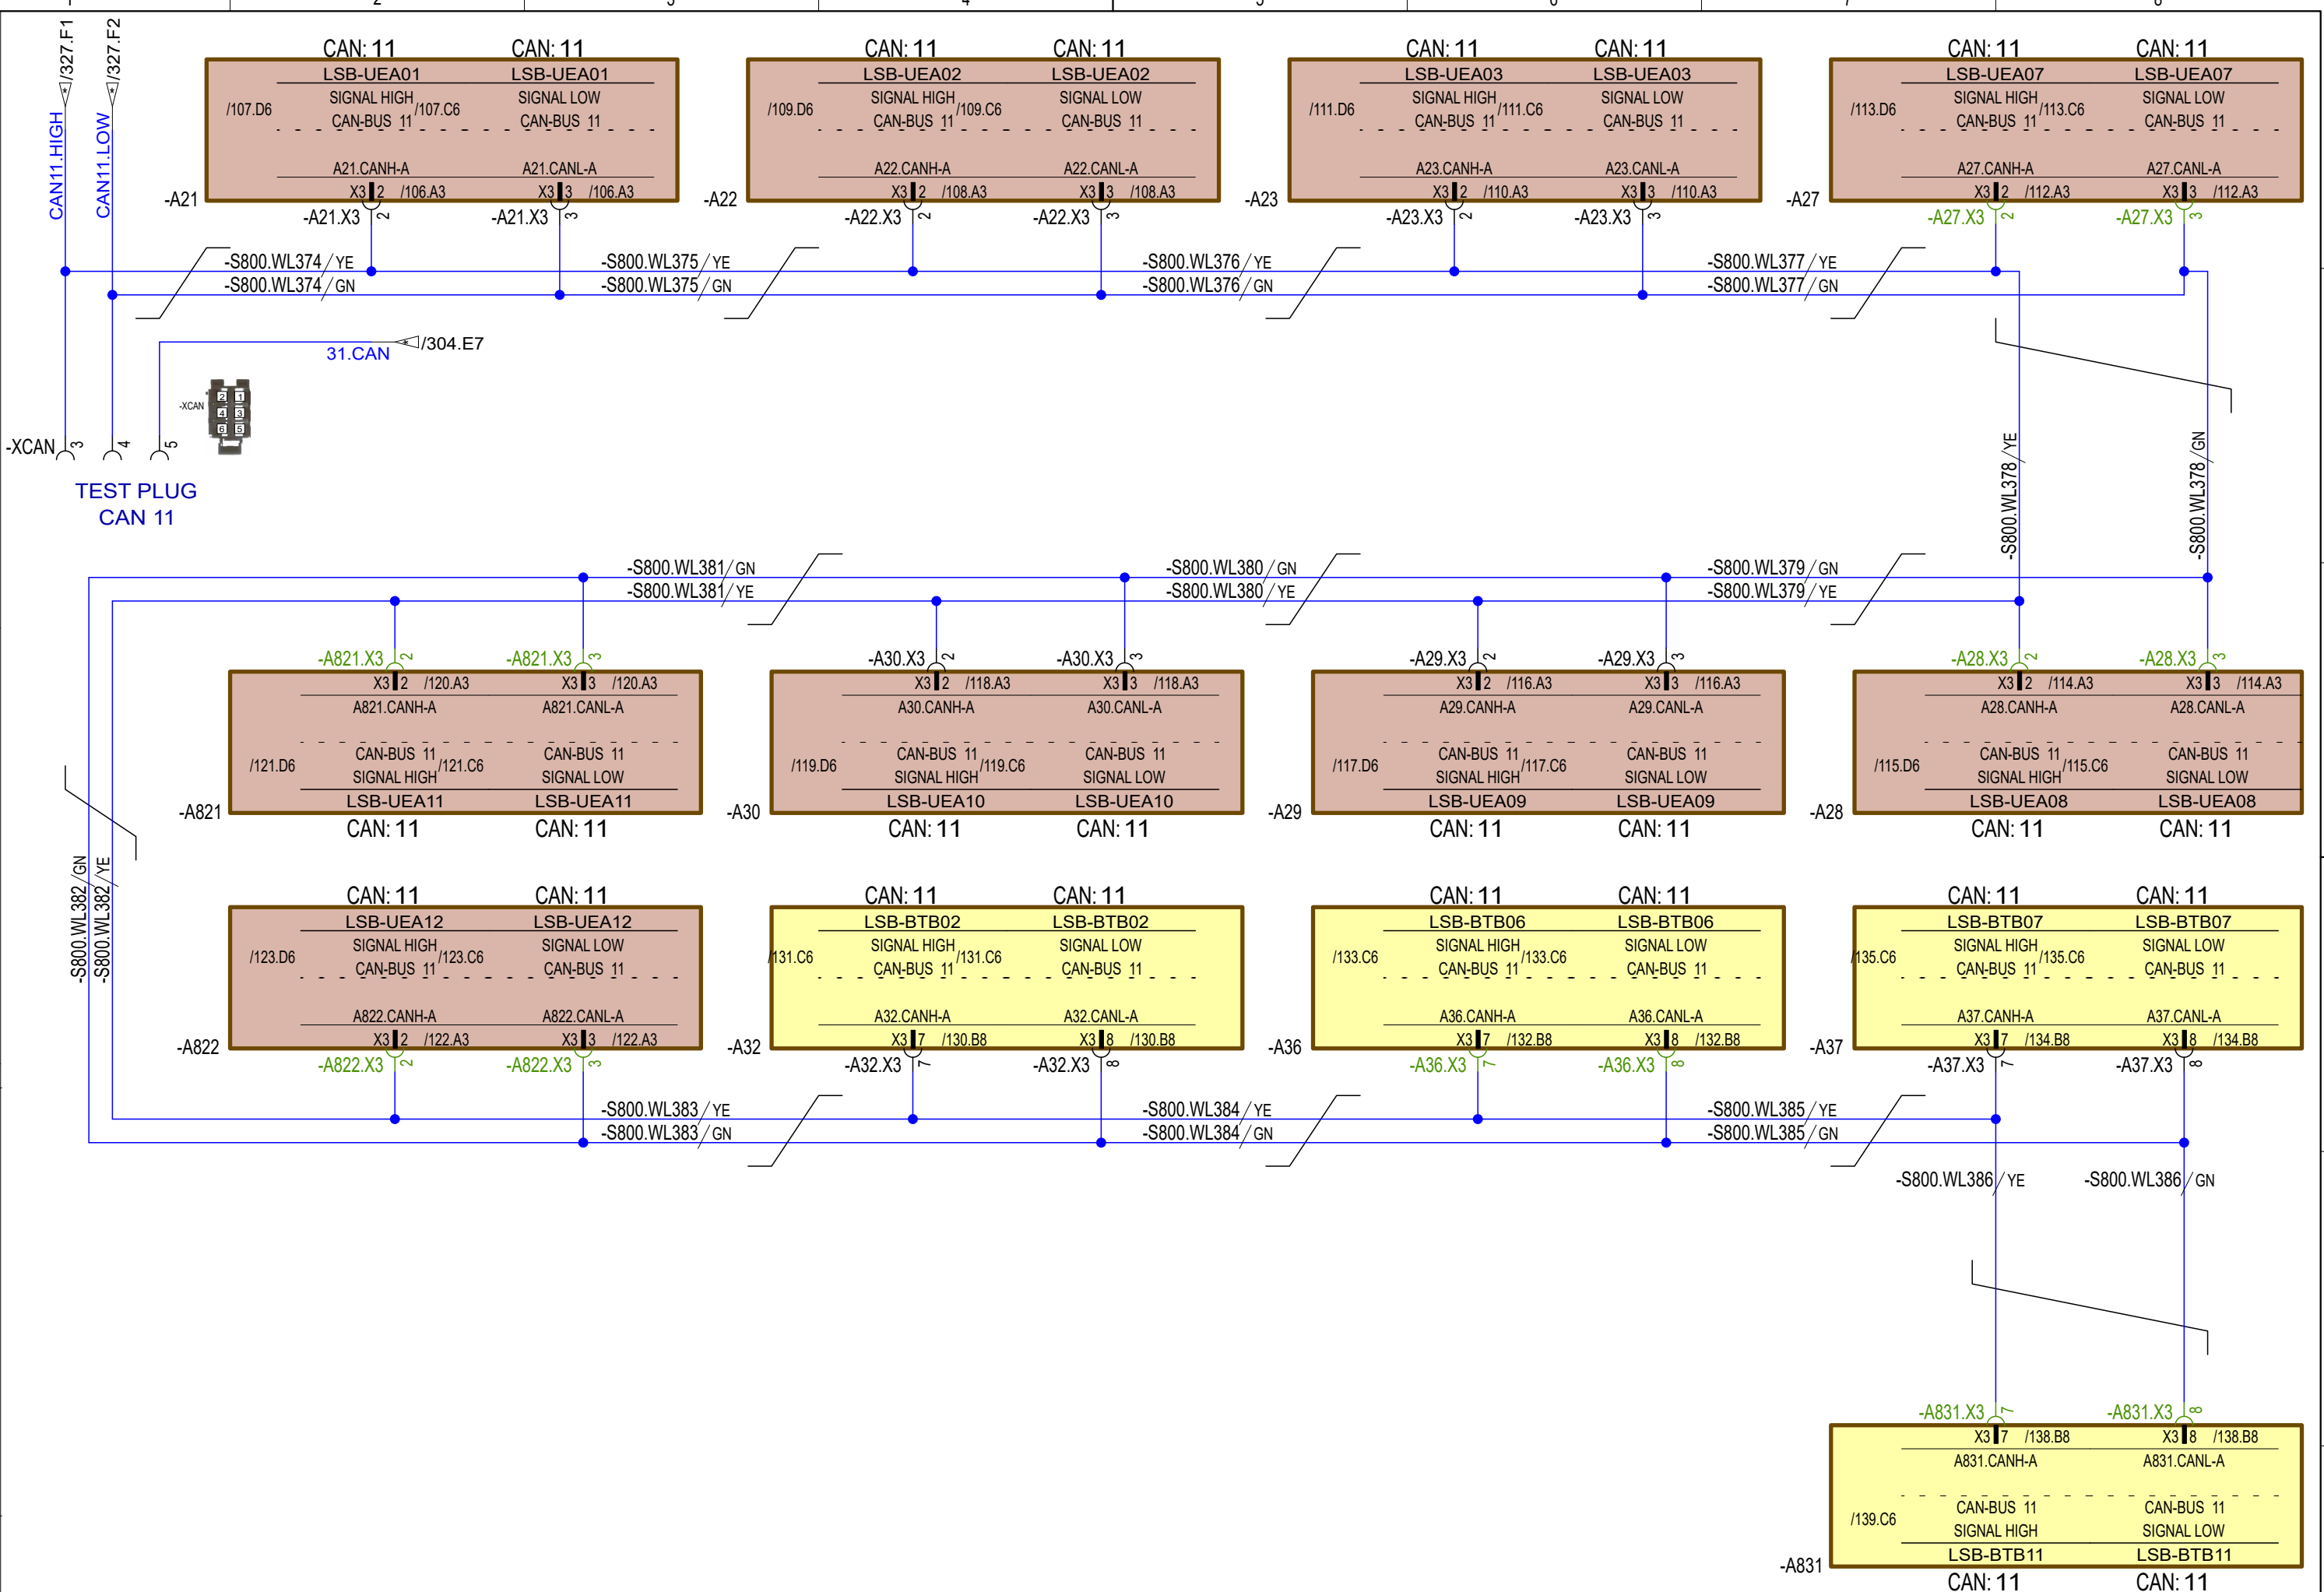 1 2 3 4 5 6 7 8
/327.F1 /327.F2
CAN11.HIGH CAN11.LOW
CAN: 11 CAN: 11 CAN: 11 CAN: 11 CAN: 11 CAN: 11 CAN: 11 CAN: 11
LSB-UEA01 LSB-UEA01 LSB-UEA02 LSB-UEA02 LSB-UEA03 LSB-UEA03 LSB-UEA07 LSB-UEA07
SIGNAL HIGH SIGNAL LOW SIGNAL HIGH SIGNAL LOW SIGNAL HIGH SIGNAL LOW SIGNAL HIGH SIGNAL LOW
/107.D6 /107.C6 /109.D6 /109.C6 /111.D6 /111.C6 /113.D6 /113.C6
CAN-BUS 11 CAN-BUS 11 CAN-BUS 11 CAN-BUS 11 CAN-BUS 11 CAN-BUS 11 CAN-BUS 11 CAN-BUS 11
A21.CANH-A A21.CANL-A A22.CANH-A A22.CANL-A A23.CANH-A A23.CANL-A A27.CANH-A A27.CANL-A
X3 2 /106.A3 X3 3 /106.A3 X3 2 /108.A3 X3 3 /108.A3 X3 2 /110.A3 X3 3 /110.A3 X3 2 /112.A3 X3 3 /112.A3
-A21 -A22 -A23 -A27
-A21.X3 2 -A21.X3 3 -A22.X3 2 -A22.X3 3 -A23.X3 2 -A23.X3 3 -A27.X3 2 -A27.X3 3
-S800.WL374/YE -S800.WL375/YE -S800.WL376/YE -S800.WL377/YE
-S800.WL374/GN -S800.WL375/GN -S800.WL376/GN -S800.WL377/GN
31.CAN /304.E7
-XCAN
2 1
4 3
6 5
-XCAN 3 4 5
TEST PLUG
CAN 11
-S800.WL378/YE -S800.WL378/GN
-S800.WL381/GN -S800.WL380/GN -S800.WL379/GN
-S800.WL381/YE -S800.WL380/YE -S800.WL379/YE
-A821.X3 2 -A821.X3 3 -A30.X3 2 -A30.X3 3 -A29.X3 2 -A29.X3 3 -A28.X3 2 -A28.X3 3
X3 2 /120.A3 X3 3 /120.A3 X3 2 /118.A3 X3 3 /118.A3 X3 2 /116.A3 X3 3 /116.A3 X3 2 /114.A3 X3 3 /114.A3
A821.CANH-A A821.CANL-A A30.CANH-A A30.CANL-A A29.CANH-A A29.CANL-A A28.CANH-A A28.CANL-A
CAN-BUS 11 CAN-BUS 11 CAN-BUS 11 CAN-BUS 11 CAN-BUS 11 CAN-BUS 11 CAN-BUS 11 CAN-BUS 11
/121.D6 /121.C6 /119.D6 /119.C6 /117.D6 /117.C6 /115.D6 /115.C6
SIGNAL HIGH SIGNAL LOW SIGNAL HIGH SIGNAL LOW SIGNAL HIGH SIGNAL LOW SIGNAL HIGH SIGNAL LOW
LSB-UEA11 LSB-UEA11 LSB-UEA10 LSB-UEA10 LSB-UEA09 LSB-UEA09 LSB-UEA08 LSB-UEA08
-A821 -A30 -A29 -A28
CAN: 11 CAN: 11 CAN: 11 CAN: 11 CAN: 11 CAN: 11 CAN: 11 CAN: 11
-S800.WL382/GN -S800.WL382/YE
CAN: 11 CAN: 11 CAN: 11 CAN: 11 CAN: 11 CAN: 11 CAN: 11 CAN: 11
LSB-UEA12 LSB-UEA12 LSB-BTB02 LSB-BTB02 LSB-BTB06 LSB-BTB06 LSB-BTB07 LSB-BTB07
SIGNAL HIGH SIGNAL LOW SIGNAL HIGH SIGNAL LOW SIGNAL HIGH SIGNAL LOW SIGNAL HIGH SIGNAL LOW
/123.D6 /123.C6 /131.C6 /131.C6 /133.C6 /133.C6 /135.C6 /135.C6
CAN-BUS 11 CAN-BUS 11 CAN-BUS 11 CAN-BUS 11 CAN-BUS 11 CAN-BUS 11 CAN-BUS 11 CAN-BUS 11
A822.CANH-A A822.CANL-A A32.CANH-A A32.CANL-A A36.CANH-A A36.CANL-A A37.CANH-A A37.CANL-A
X3 2 /122.A3 X3 3 /122.A3 X3 7 /130.B8 X3 8 /130.B8 X3 7 /132.B8 X3 8 /132.B8 X3 7 /134.B8 X3 8 /134.B8
-A822 -A32 -A36 -A37
-A822.X3 2 -A822.X3 3 -A32.X3 7 -A32.X3 8 -A36.X3 7 -A36.X3 8 -A37.X3 7 -A37.X3 8
-S800.WL383/YE -S800.WL384/YE -S800.WL385/YE
-S800.WL383/GN -S800.WL384/GN -S800.WL385/GN
-S800.WL386/YE -S800.WL386/GN
-A831.X3 7 -A831.X3 8
X3 7 /138.B8 X3 8 /138.B8
A831.CANH-A A831.CANL-A
CAN-BUS 11 CAN-BUS 11
/139.C6
SIGNAL HIGH SIGNAL LOW
LSB-BTB11 LSB-BTB11
-A831
CAN: 11 CAN: 11